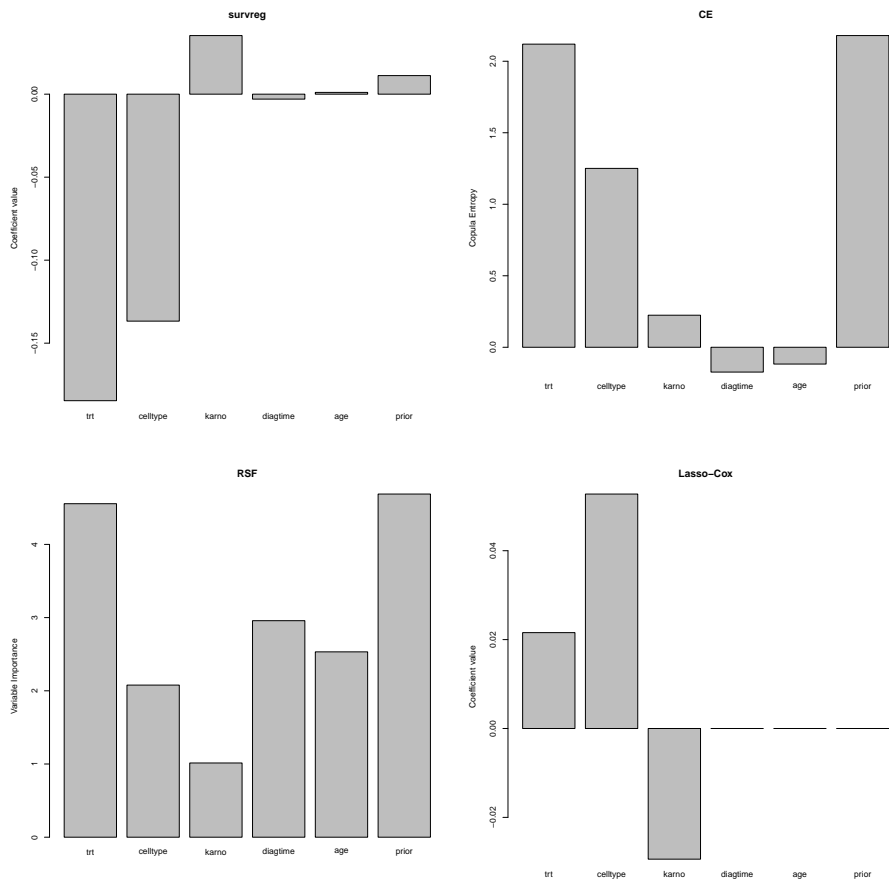 survreg
Coefficient value
0.00
−0.05
−0.10
−0.15
trt celltype karno diagtime age prior
CE
Copula Entropy
2.0
1.5
1.0
0.5
0.0
trt celltype karno diagtime age prior
RSF
Variable Importance
4
3
2
1
0
trt celltype karno diagtime age prior
Lasso−Cox
Coefficient value
0.04
0.02
0.00
−0.02
trt celltype karno diagtime age prior